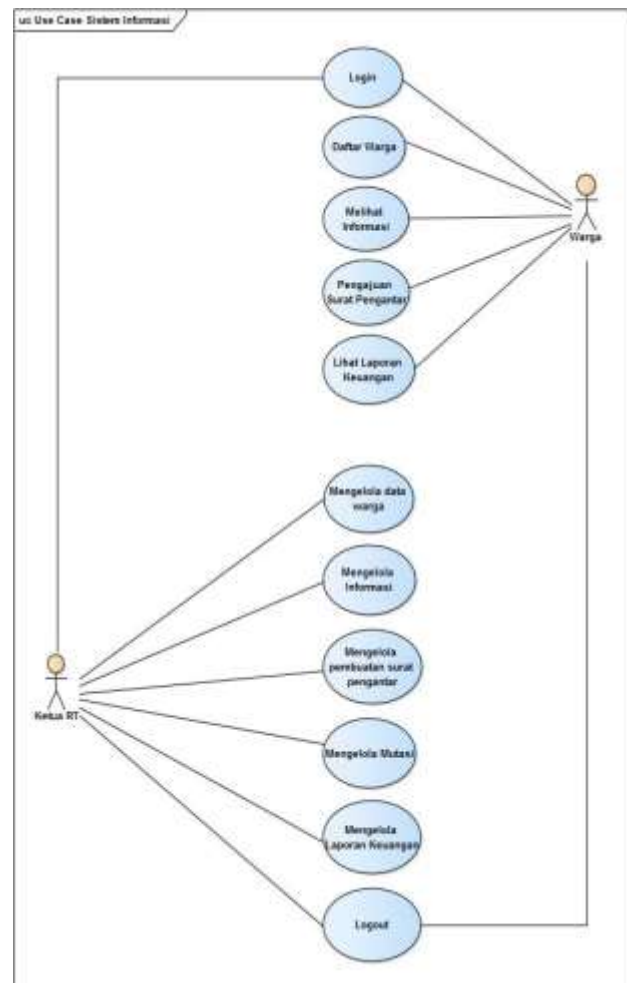 uc Use Case Sistem Informasi
Login
Daftar Warga
Melihat
Informasi
Warga
Pengajuan
Surat Pengantar
Lihat Laporan
Keuangan
Mengelola data
warga
Mengelola
Informasi
Mengelola
pembuatan surat
pengantar
Ketua RT
Mengelola Mutasi
Mengelola
Laporan Keuangan
Logout